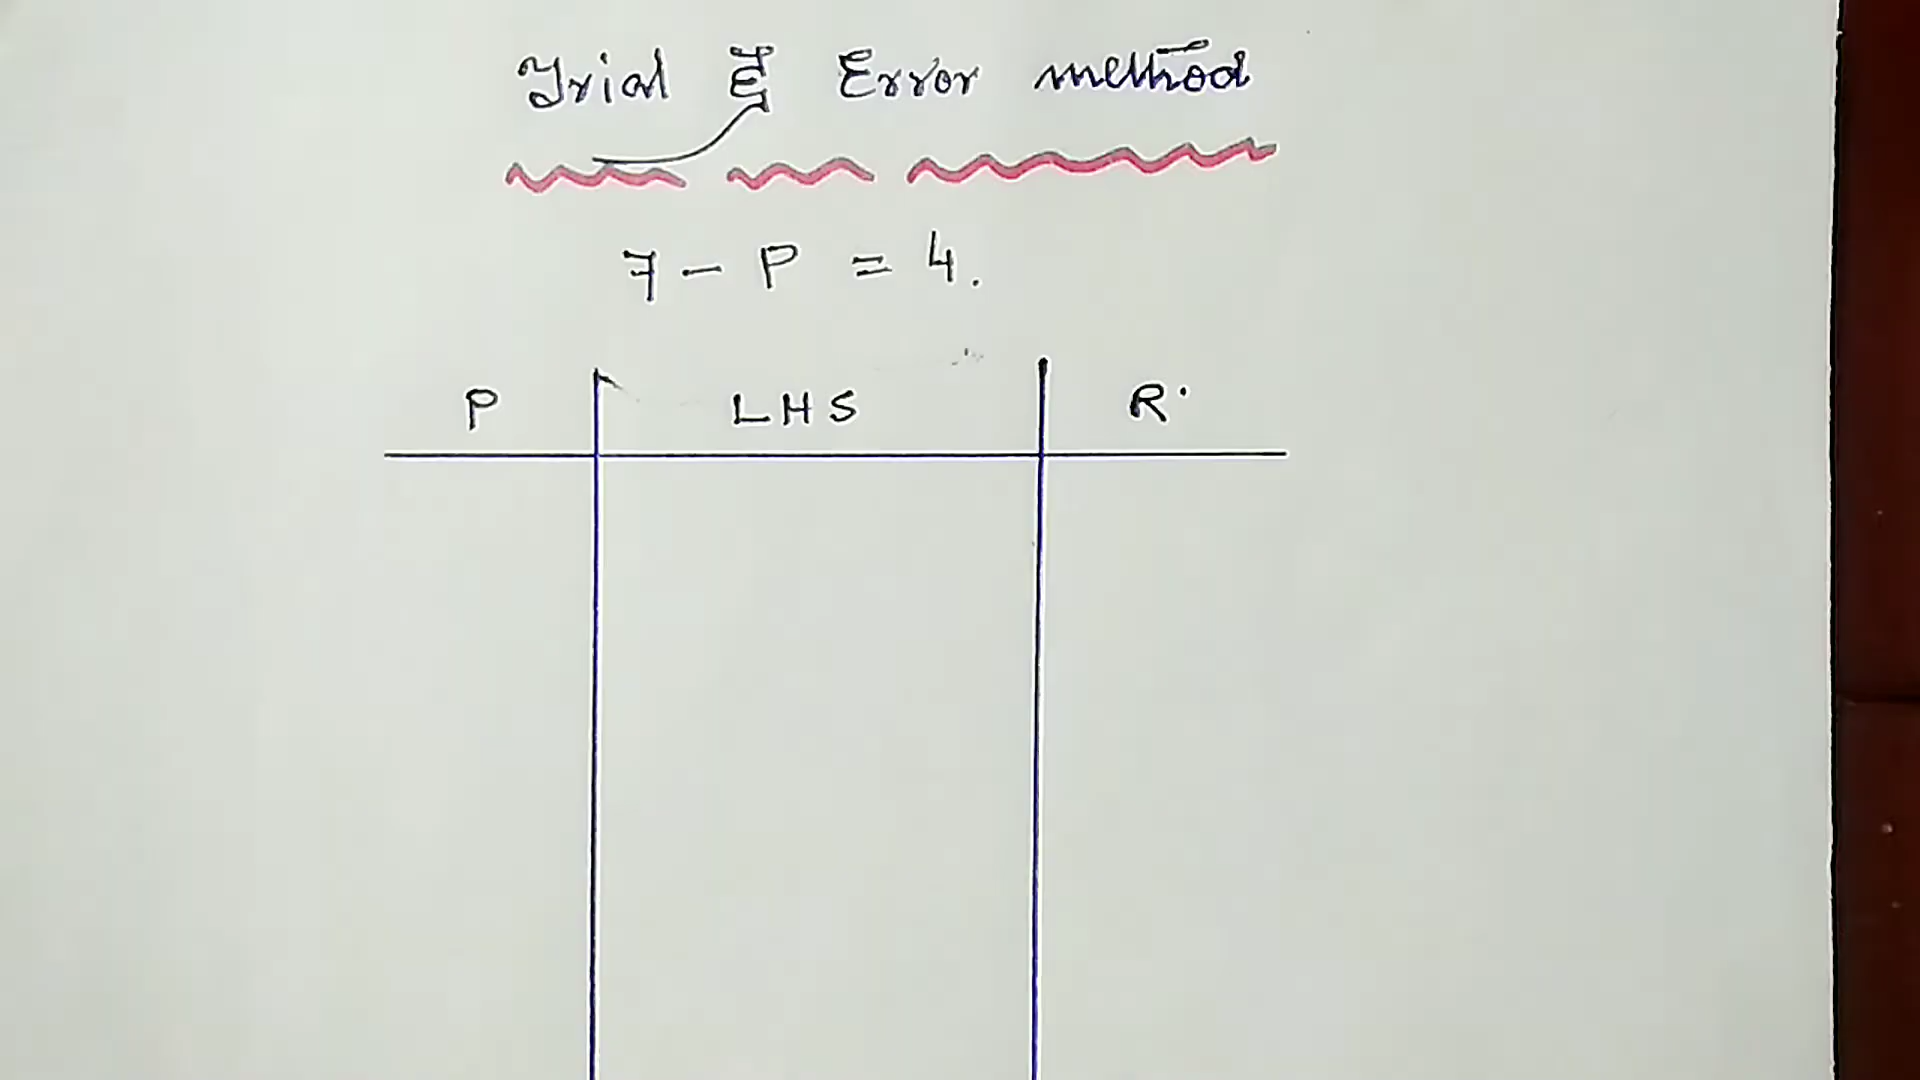 Trial & Error method
7 - P = 4.
P LHS R